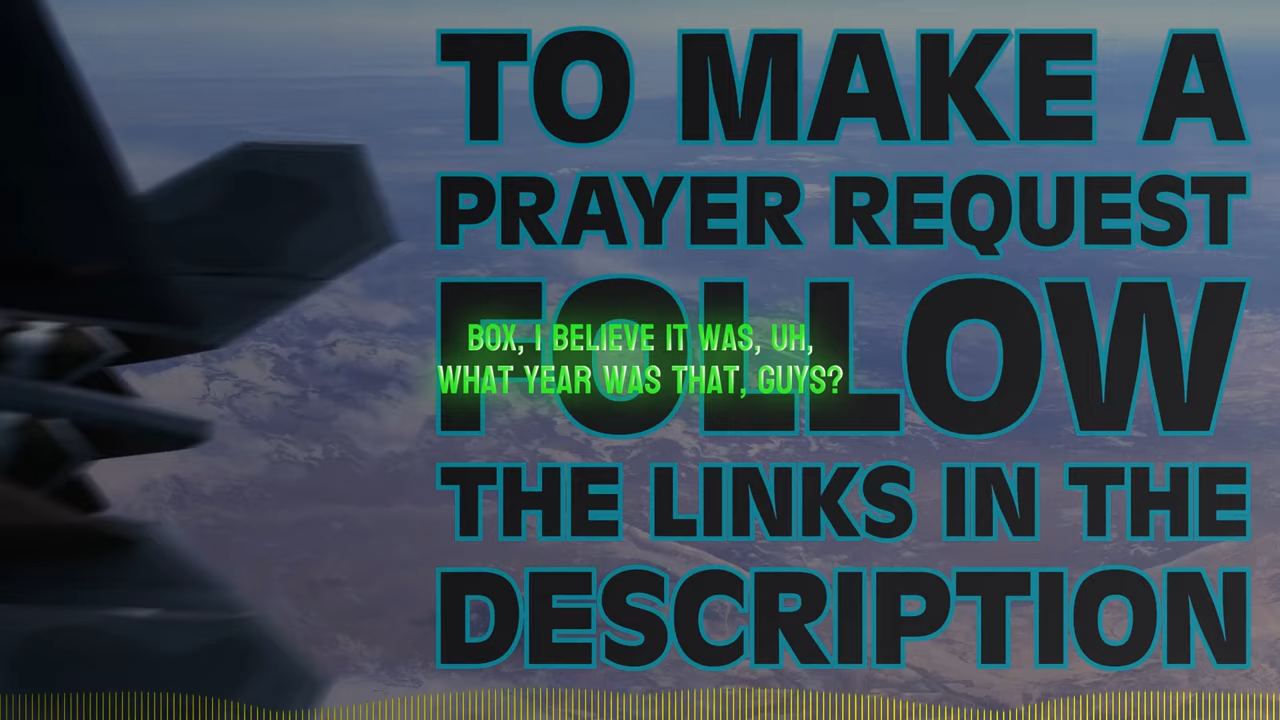 TO MAKE A
PRAYER REQUEST
FOLLOW
THE LINKS IN THE
DESCRIPTION
BOX, I BELIEVE IT WAS, UH,
WHAT YEAR WAS THAT, GUYS?